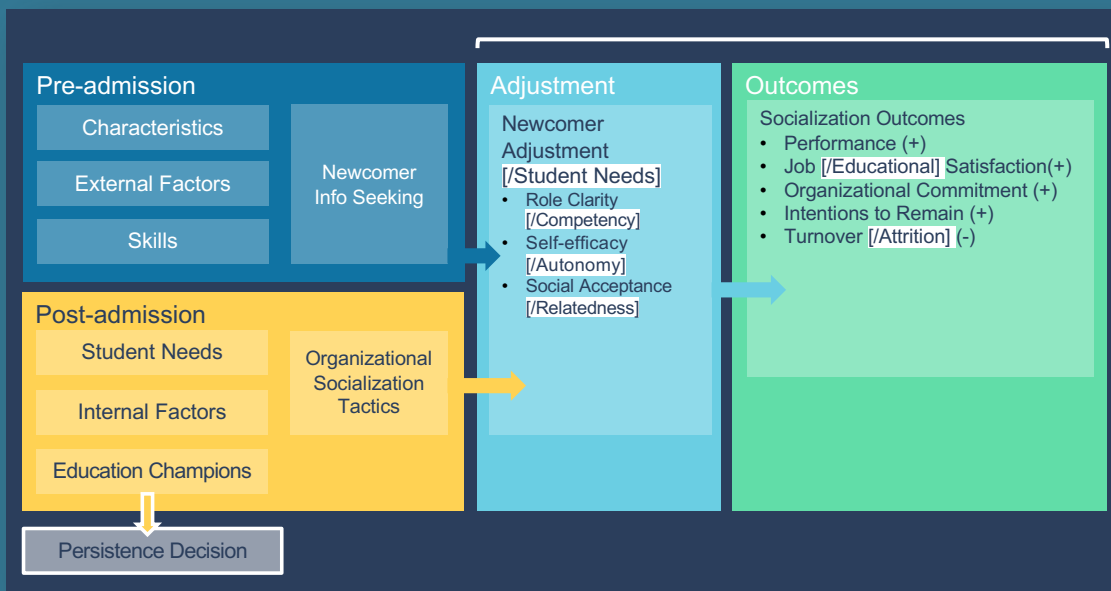 Pre-admission
Characteristics
External Factors
Skills
Newcomer
Info Seeking
Post-admission
Student Needs
Internal Factors
Education Champions
Organizational
Socialization
Tactics
Persistence Decision
Adjustment
Newcomer
Adjustment
[/Student Needs]
• Role Clarity
[/Competency]
• Self-efficacy
[/Autonomy]
• Social Acceptance
[/Relatedness]
Outcomes
Socialization Outcomes
• Performance (+)
• Job [/Educational] Satisfaction(+)
• Organizational Commitment (+)
• Intentions to Remain (+)
• Turnover [/Attrition] (-)